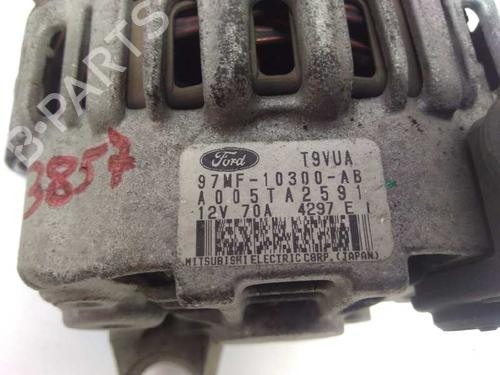 B-PARTS
3857
Ford T9VUA
97MF-10300-AB
A005TA2591
12V 70A 4297 E I
MITSUBISHI ELECTRIC CORP. (JAPAN)